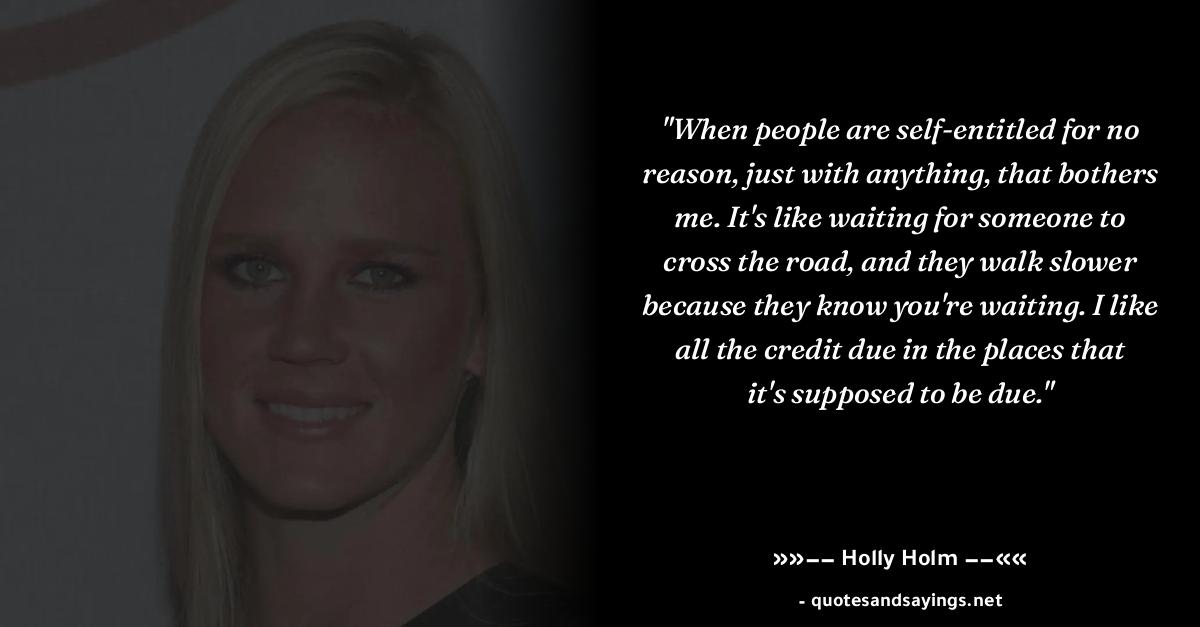 "When people are self-entitled for no
reason, just with anything, that bothers
me. It's like waiting for someone to
cross the road, and they walk slower
because they know you're waiting. I like
all the credit due in the places that
it's supposed to be due."
»»−− Holly Holm −−««
- quotesandsayings.net